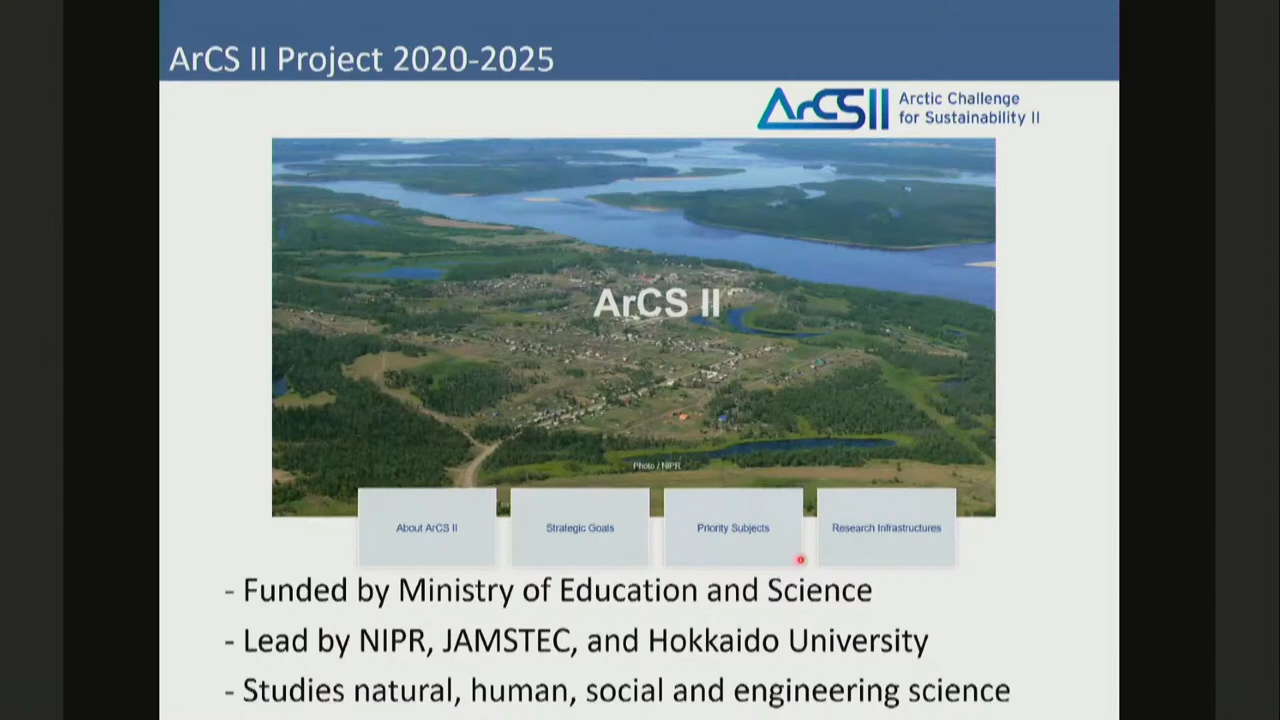 ArCS II Project 2020-2025
ArCS II
Arctic Challenge
for Sustainability II
ArCS II
Photo / NIPR
About ArCS II
Strategic Goals
Priority Subjects
Research Infrastructures
- Funded by Ministry of Education and Science
- Lead by NIPR, JAMSTEC, and Hokkaido University
- Studies natural, human, social and engineering science